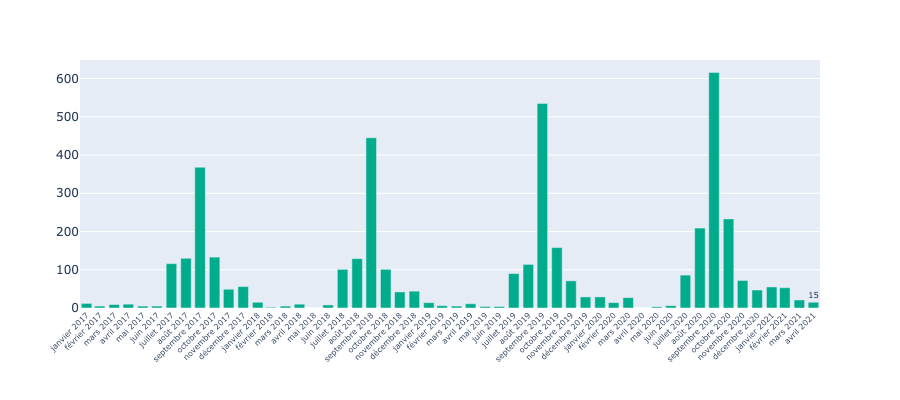 600
500
400
300
200
100
0
15
janvier 2017
février 2017
mars 2017
avril 2017
mai 2017
juin 2017
juillet 2017
août 2017
septembre 2017
octobre 2017
novembre 2017
décembre 2017
janvier 2018
février 2018
mars 2018
avril 2018
mai 2018
juin 2018
juillet 2018
août 2018
septembre 2018
octobre 2018
novembre 2018
décembre 2018
janvier 2019
février 2019
mars 2019
avril 2019
mai 2019
juin 2019
juillet 2019
août 2019
septembre 2019
octobre 2019
novembre 2019
décembre 2019
janvier 2020
février 2020
mars 2020
avril 2020
mai 2020
juin 2020
juillet 2020
août 2020
septembre 2020
octobre 2020
novembre 2020
décembre 2020
janvier 2021
février 2021
mars 2021
avril 2021